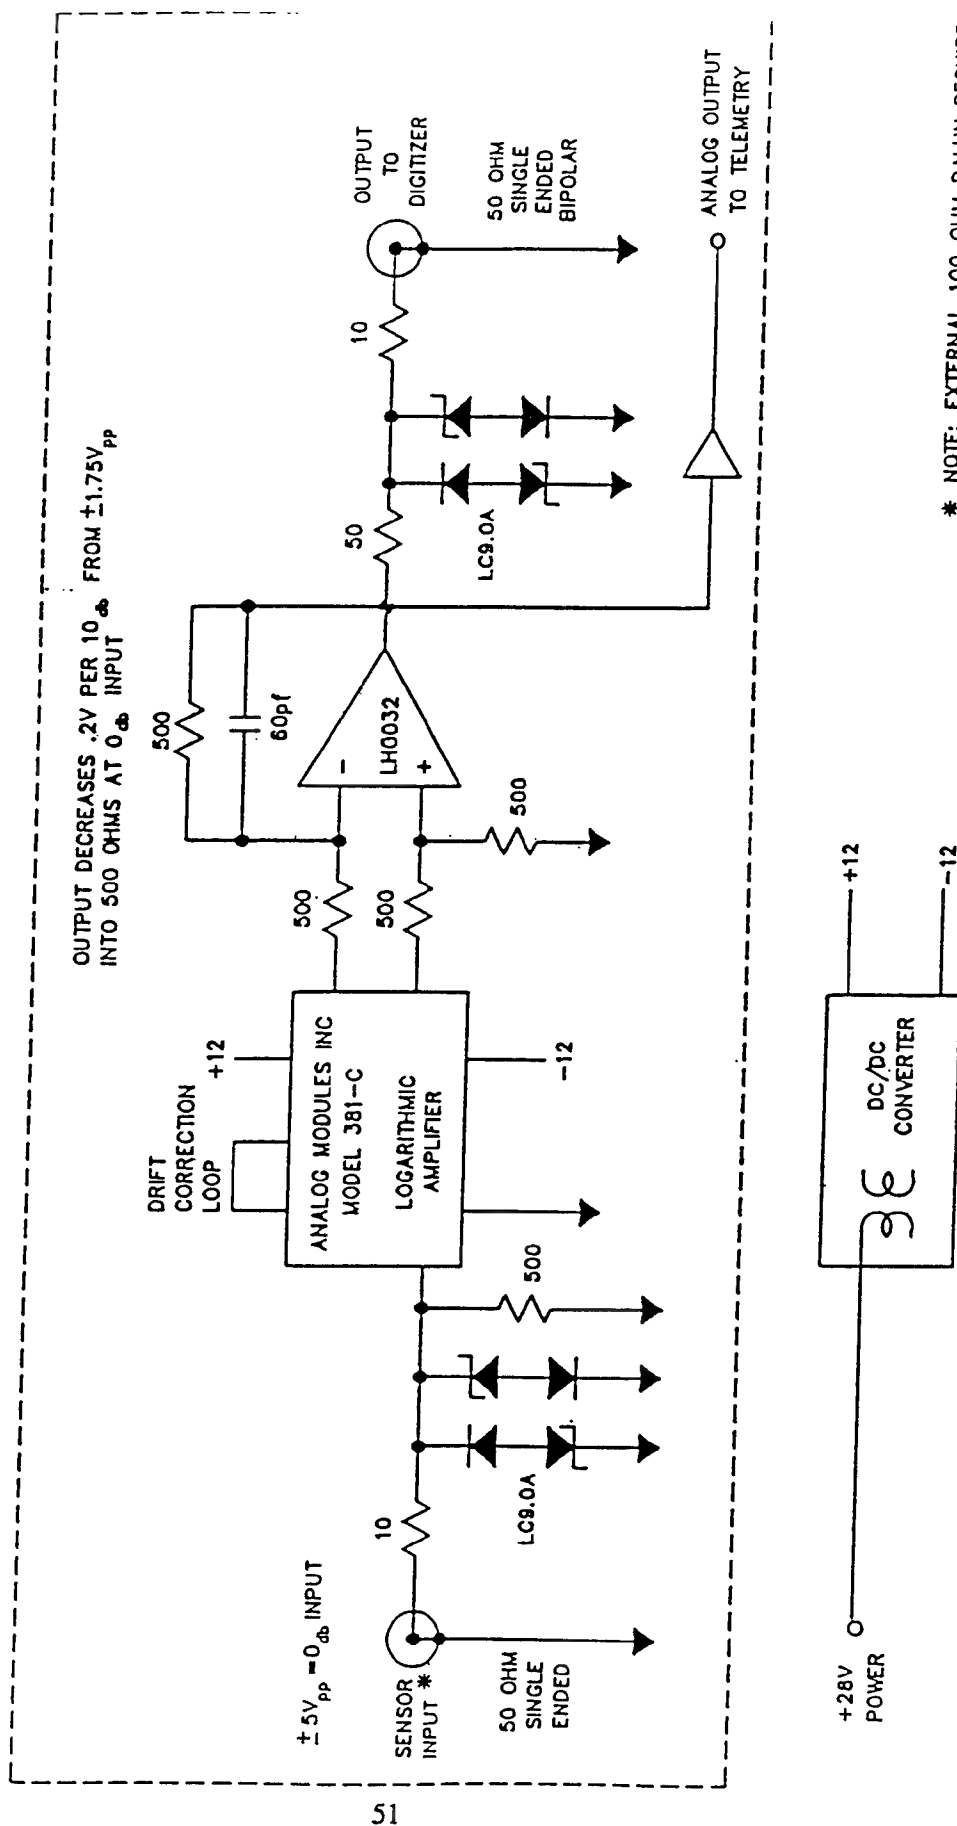 OUTPUT DECREASES .2V PER 10db FROM ±1.75Vpp
INTO 500 OHMS AT 0db INPUT
±5Vpp = 0db INPUT
SENSOR
INPUT *
50 OHM
SINGLE
ENDED
10
LC9.0A
500
DRIFT
CORRECTION
LOOP
+12
ANALOG MODULES INC
MODEL 381-C
LOGARITHMIC
AMPLIFIER
-12
500
500
500
500
60pf
-
+
LH0032
50
LC9.0A
10
OUTPUT
TO
DIGITIZER
50 OHM
SINGLE
ENDED
BIPOLAR
ANALOG OUTPUT
TO TELEMETRY
+28V
POWER
DC/DC
CONVERTER
+12
-12
* NOTE: EXTERNAL 100 OHM BALUN
51